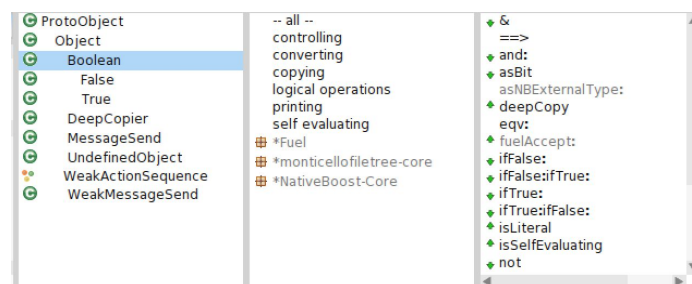 ProtoObject
Object
Boolean
False
True
DeepCopier
MessageSend
UndefinedObject
WeakActionSequence
WeakMessageSend
-- all --
controlling
converting
copying
logical operations
printing
self evaluating
*Fuel
*monticellofiletree-core
*NativeBoost-Core
&
==>
and:
asBit
asNBExternalType:
deepCopy
eqv:
fuelAccept:
ifFalse:
ifFalse:ifTrue:
ifTrue:
ifTrue:ifFalse:
isLiteral
isSelfEvaluating
not